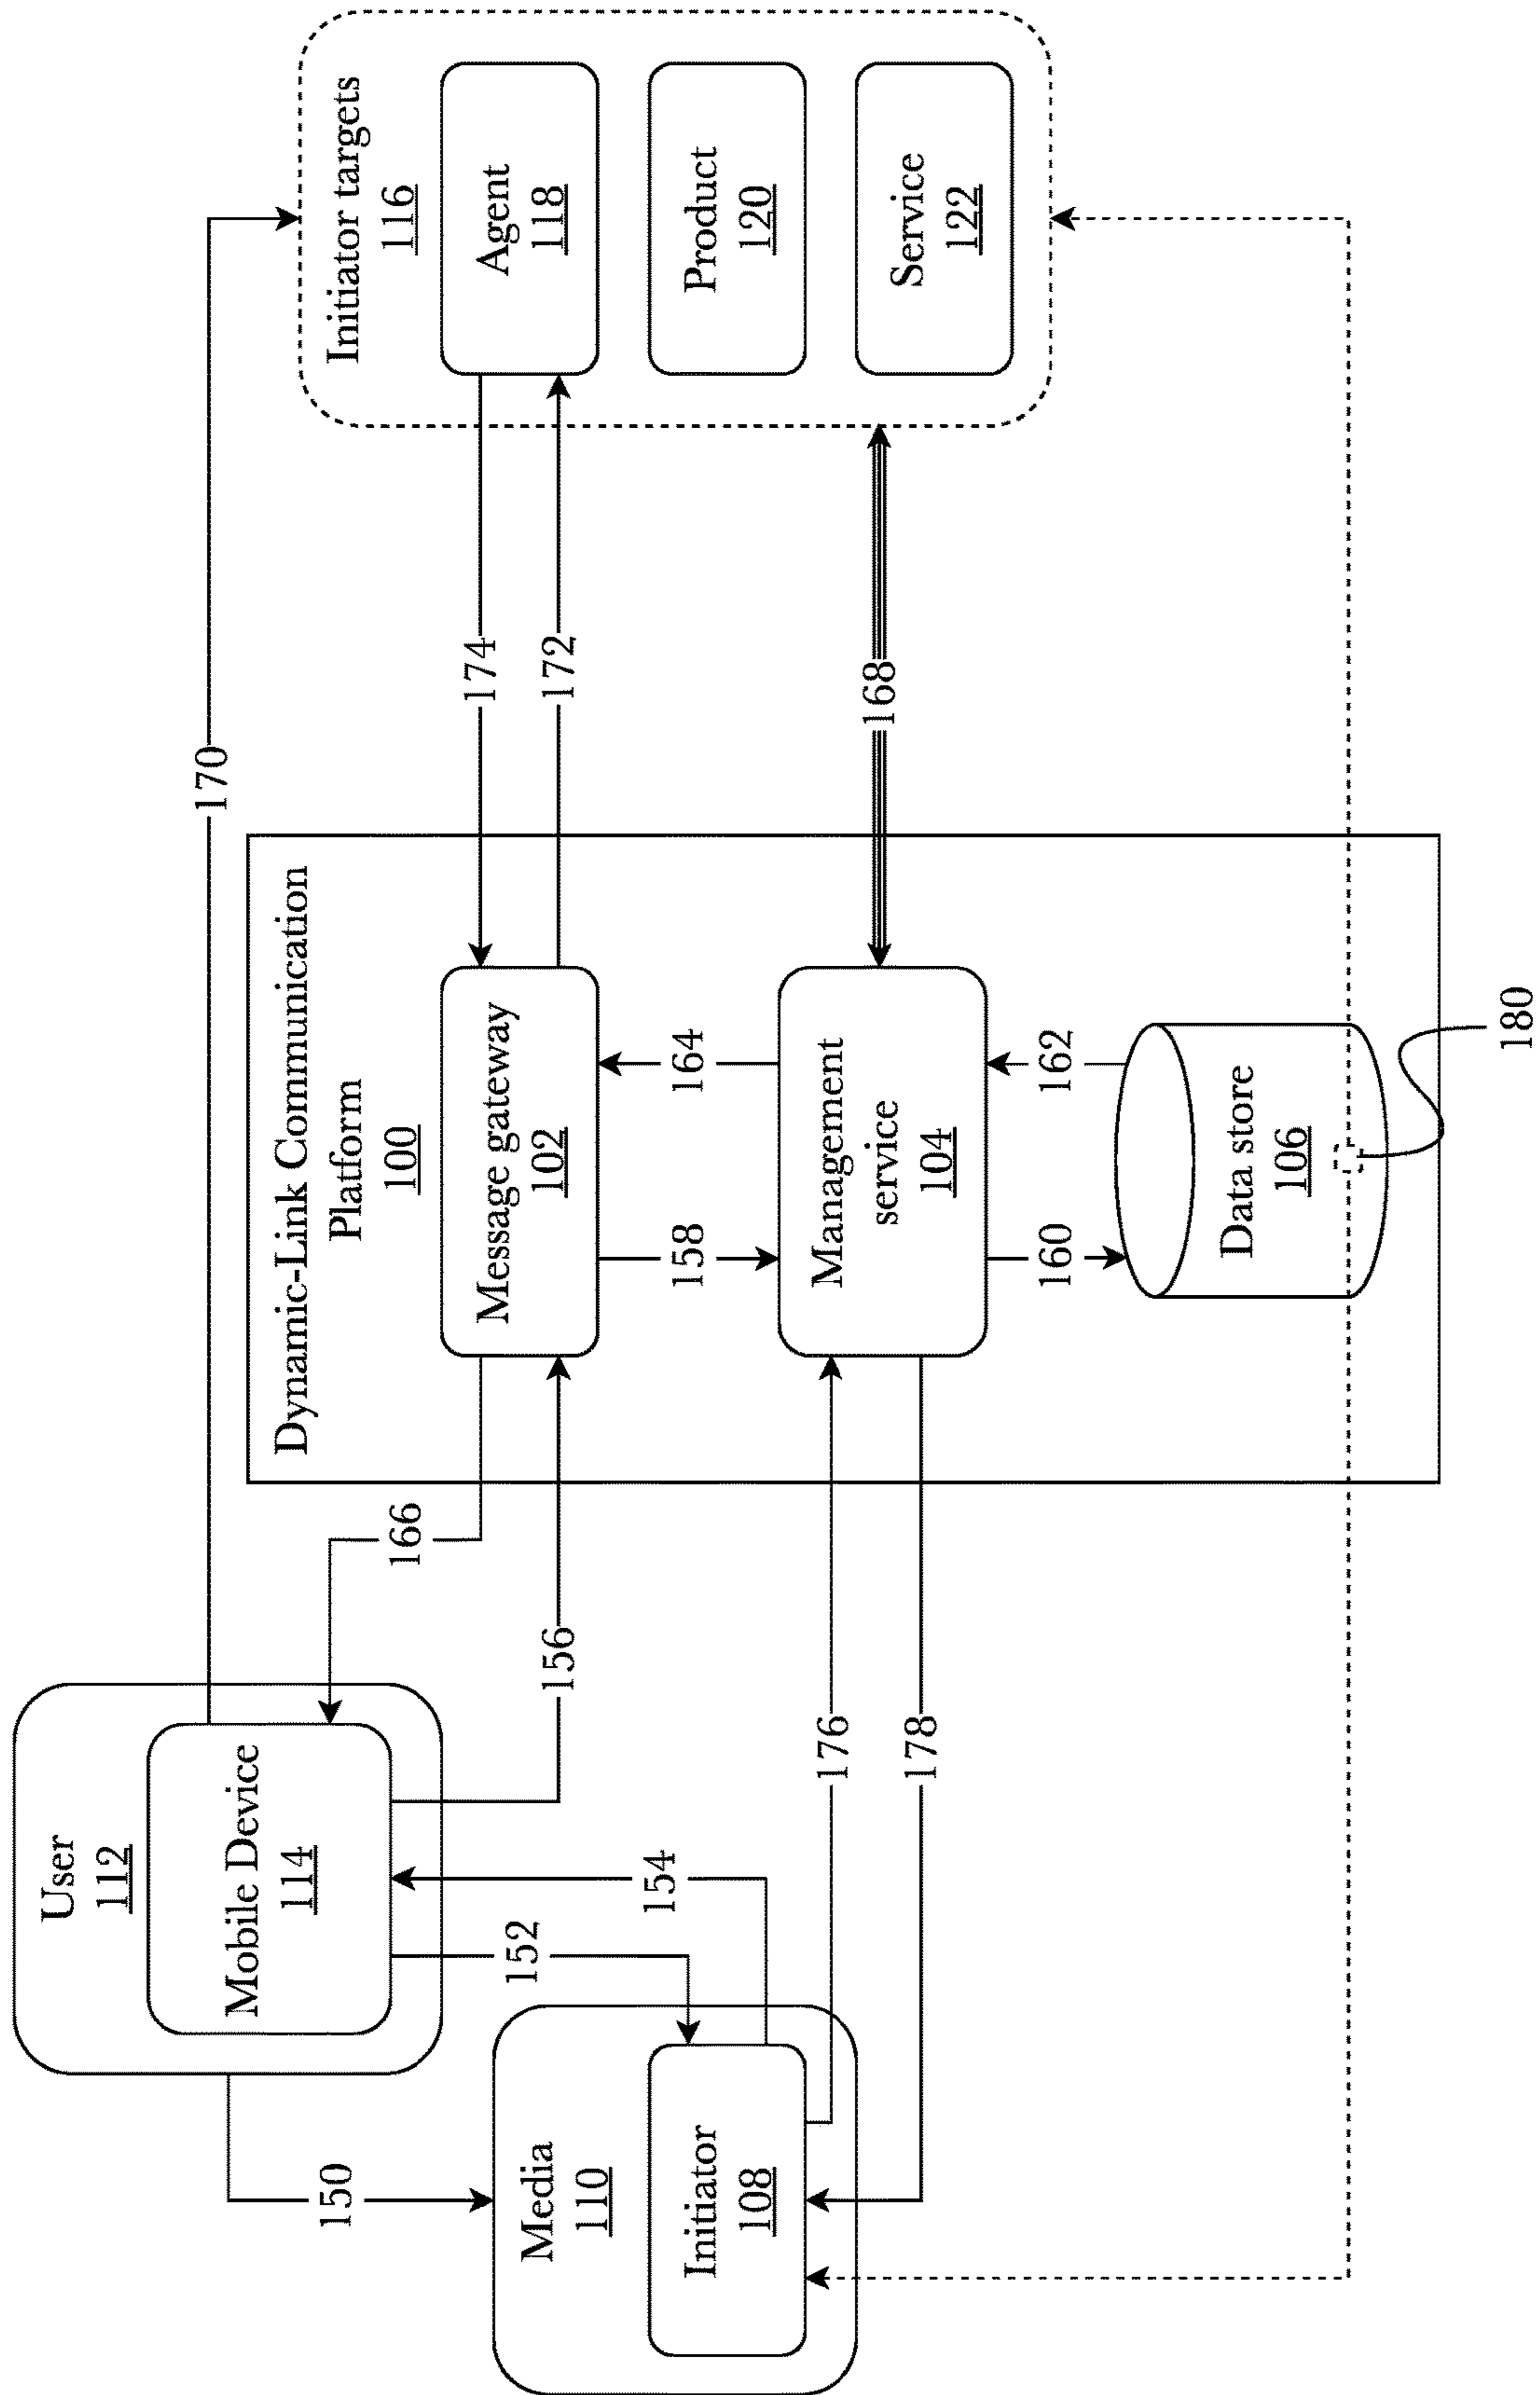 User
112
Mobile Device
114
170
150
152
154
156
166
Media
110
Initiator
108
176
178
Dynamic-Link Communication
Platform
100
Message gateway
102
158
164
Management
service
104
160
162
Data store
106
180
174
172
168
Initiator targets
116
Agent
118
Product
120
Service
122